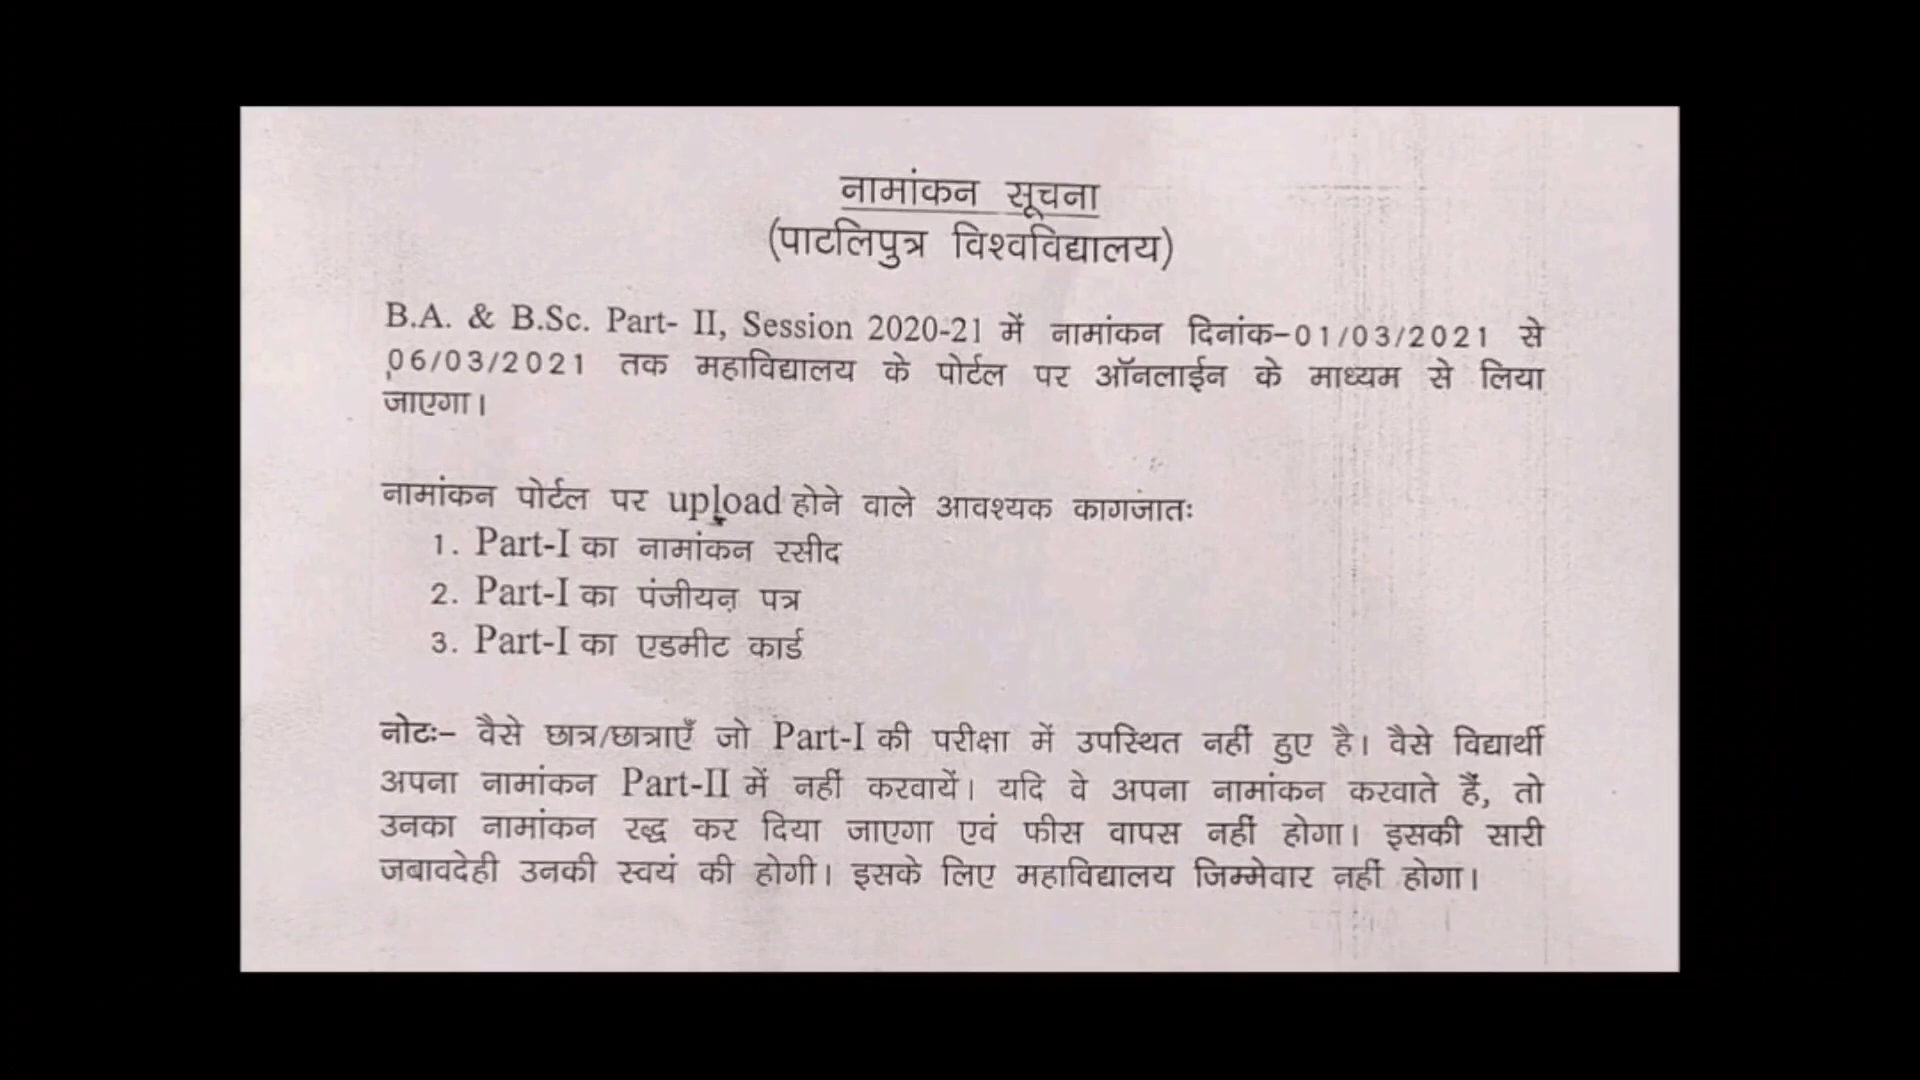 नामांकन सूचना
(पाटलिपुत्र विश्वविद्यालय)
B.A. & B.Sc. Part- II, Session 2020-21 में नामांकन दिनांक-01/03/2021 से
06/03/2021 तक महाविद्यालय के पोर्टल पर ऑनलाईन के माध्यम से लिया
जाएगा।
नामांकन पोर्टल पर upload होने वाले आवश्यक कागजातः
1. Part-I का नामांकन रसीद
2. Part-I का पंजीयन पत्र
3. Part-I का एडमीट कार्ड
नोटः- वैसे छात्र/छात्राएँ जो Part-I की परीक्षा में उपस्थित नहीं हुए है। वैसे विद्यार्थी
अपना नामांकन Part-II में नहीं करवायें। यदि वे अपना नामांकन करवाते हैं, तो
उनका नामांकन रद्ध कर दिया जाएगा एवं फीस वापस नहीं होगा। इसकी सारी
जबावदेही उनकी स्वयं की होगी। इसके लिए महाविद्यालय जिम्मेवार नहीं होगा।